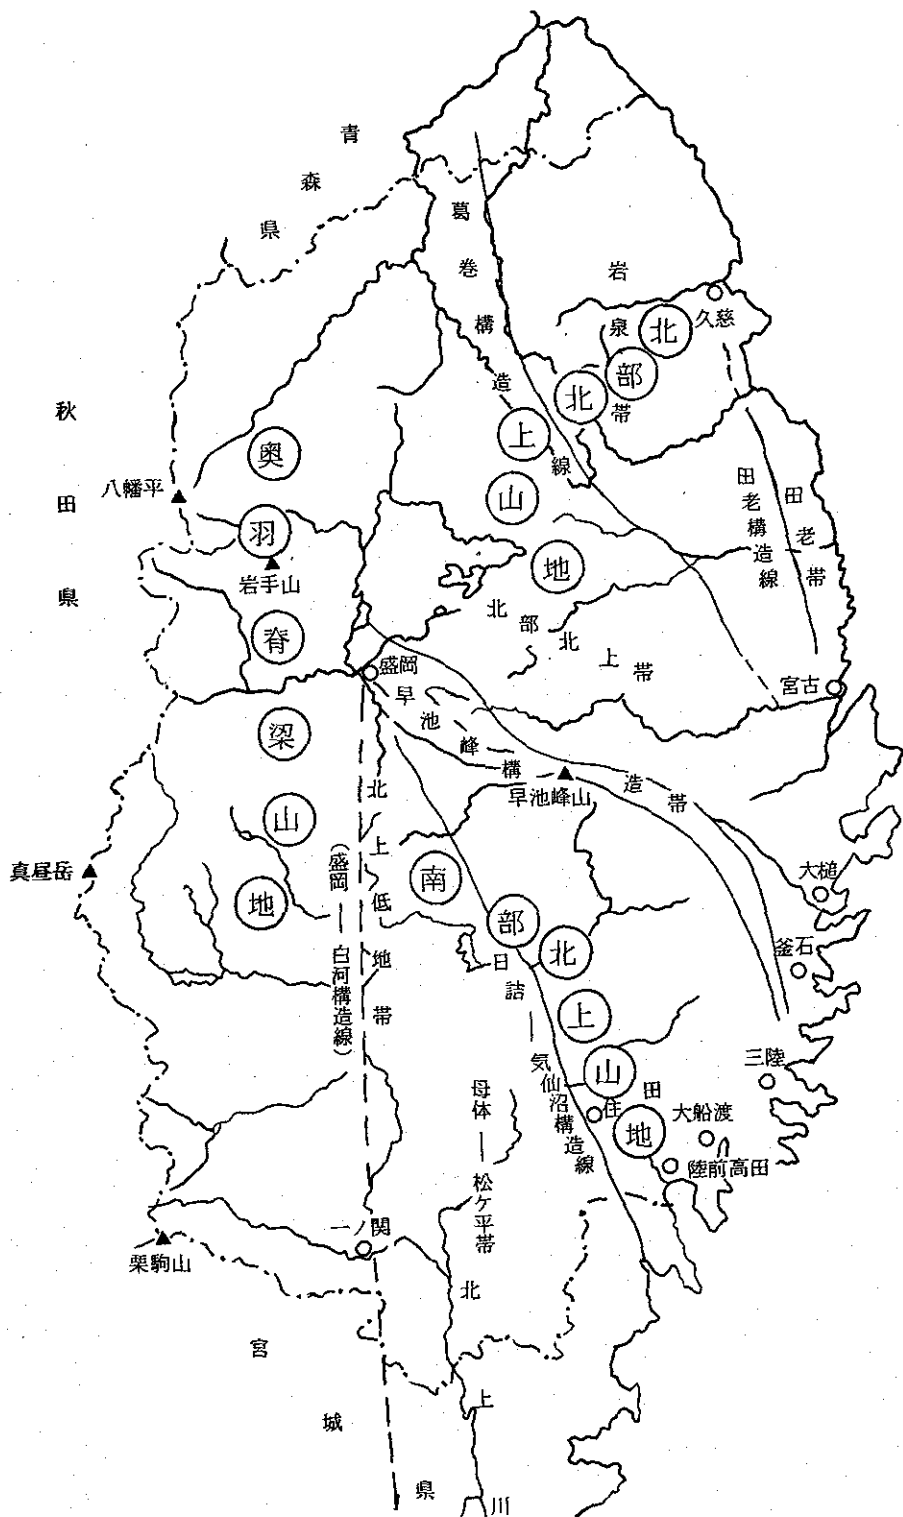 青森県
秋田県
宮城県
奥羽脊梁山地
北部北上山地
南部北上山地
葛巻構造線
岩泉帯
久慈
田老構造線
田老帯
八幡平
岩手山
北部北上帯
盛岡
宮古
早池峰構造帯
早池峰山
北上低地帯
(盛岡—白河構造線)
真昼岳
大槌
釜石
日詰—気仙沼構造線
三陸
住田
大船渡
陸前高田
母体—松ケ平帯
一ノ関
栗駒山
北上川